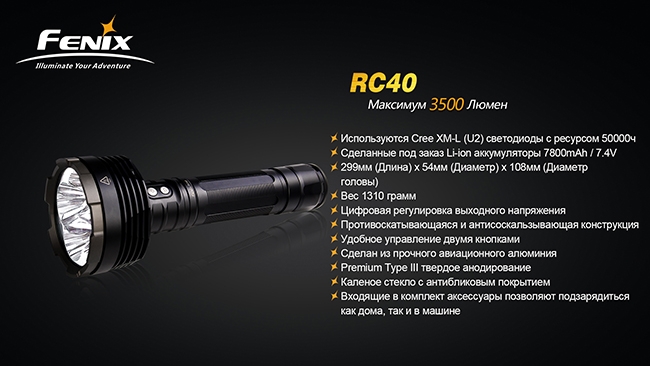 FENIX
Illuminate Your Adventure
RC40
Максимум 3500 Люмен
Используются Cree XM-L (U2) светодиоды с ресурсом 50000ч
Сделанные под заказ Li-ion аккумуляторы 7800mAh / 7.4V
299мм (Длина) x 54мм (Диаметр) x 108мм (Диаметр
головы)
Вес 1310 грамм
Цифровая регулировка выходного напряжения
Противоскатывающаяся и антисоскальзывающая конструкция
Удобное управление двумя кнопками
Сделан из прочного авиационного алюминия
Premium Type III твердое анодирование
Каленое стекло с антибликовым покрытием
Входящие в комплект аксессуары позволяют подзарядиться
как дома, так и в машине